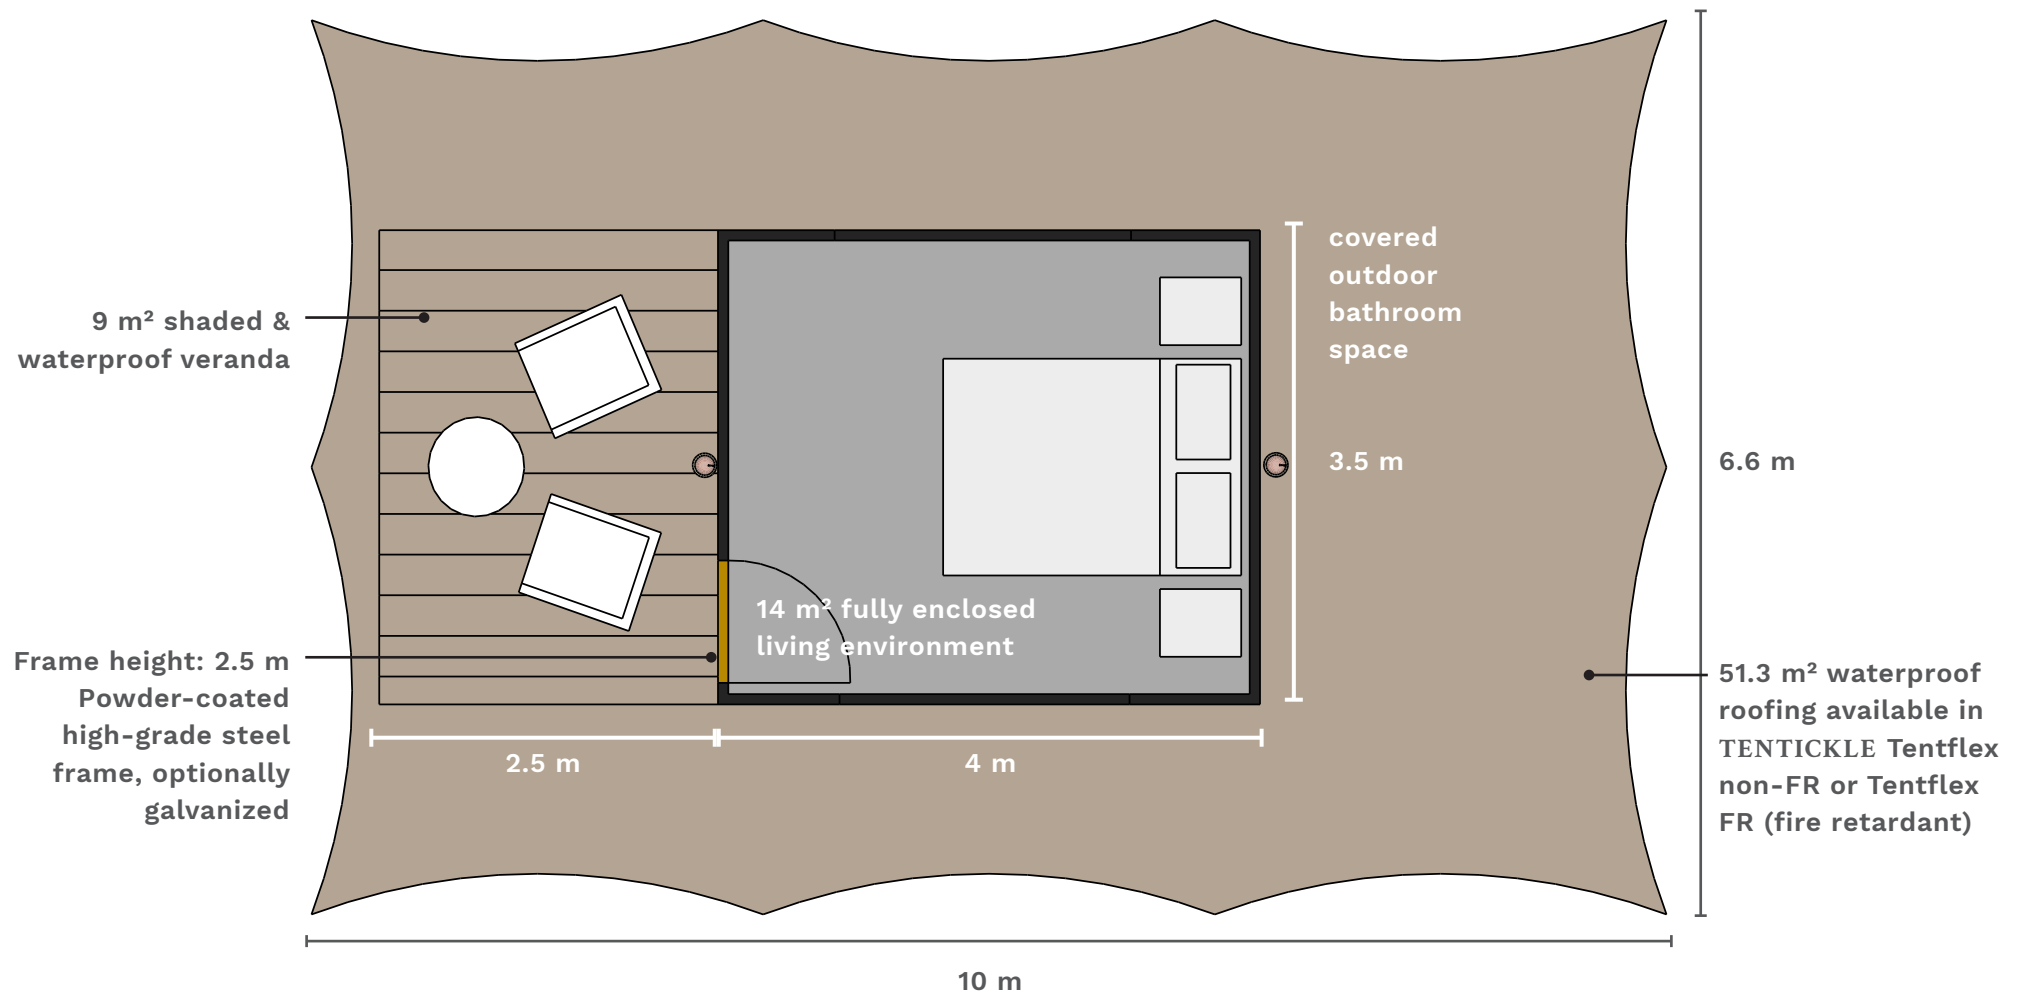 covered
outdoor
bathroom
space
9 m² shaded &
waterproof veranda
3.5 m
6.6 m
14 m² fully enclosed
living environment
Frame height: 2.5 m
Powder-coated
high-grade steel
frame, optionally
galvanized
51.3 m² waterproof
roofing available in
TENTICKLE Tentflex
non-FR or Tentflex
FR (fire retardant)
2.5 m
4 m
10 m